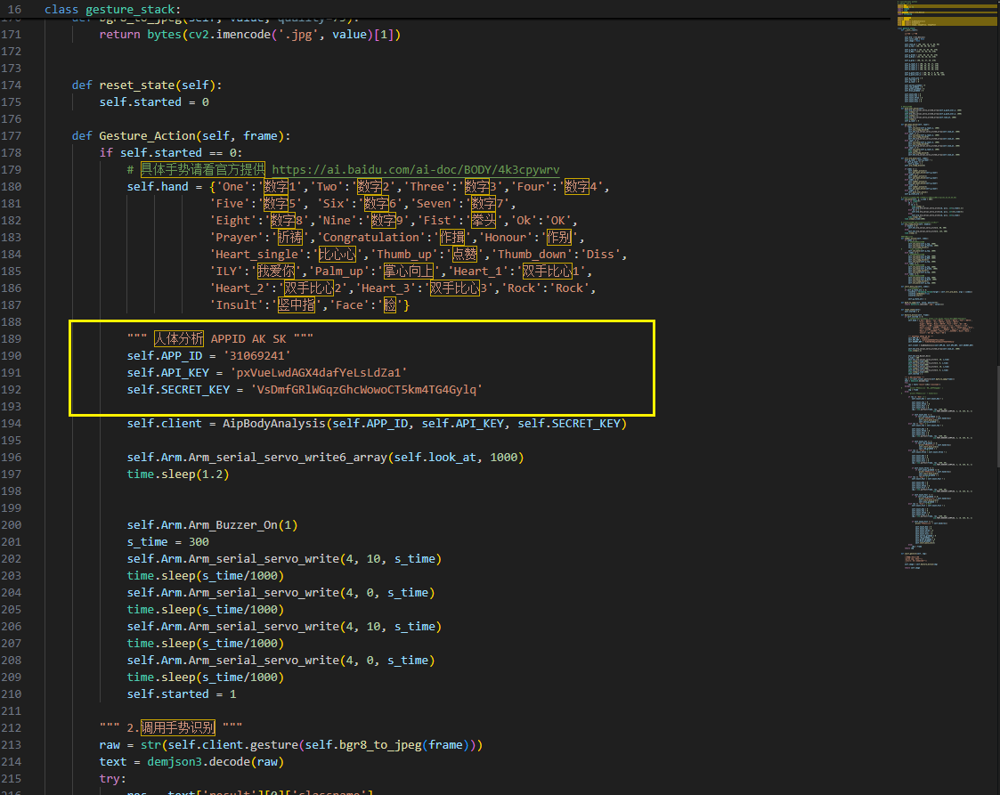 16 class gesture_stack:
170 def bgr8_to_jpeg(self, value, quality=75):
171 return bytes(cv2.imencode('.jpg', value)[1])
172
173
174 def reset_state(self):
175 self.started = 0
176
177 def Gesture_Action(self, frame):
178 if self.started == 0:
179 # 具体手势请看官方提供 https://ai.baidu.com/ai-doc/BODY/4k3cpywrv
180 self.hand = {'One':'数字1','Two':'数字2','Three':'数字3','Four':'数字4',
181 'Five':'数字5', 'Six':'数字6','Seven':'数字7',
182 'Eight':'数字8','Nine':'数字9','Fist':'拳头','Ok':'OK',
183 'Prayer':'祈祷','Congratulation':'作揖','Honour':'作别',
184 'Heart_single':'比心心','Thumb_up':'点赞','Thumb_down':'Diss',
185 'ILY':'我爱你','Palm_up':'掌心向上','Heart_1':'双手比心1',
186 'Heart_2':'双手比心2','Heart_3':'双手比心3','Rock':'Rock',
187 'Insult':'竖中指','Face':'脸'}
188
189 """ 人体分析 APPID AK SK """
190 self.APP_ID = '31069241'
191 self.API_KEY = 'pxVueLwdAGX4dafYeLsLdZa1'
192 self.SECRET_KEY = 'VsDmfGRlWGqzGhcWowoCT5km4TG4Gylq'
193
194 self.client = AipBodyAnalysis(self.APP_ID, self.API_KEY, self.SECRET_KEY)
195
196 self.Arm.Arm_serial_servo_write6_array(self.look_at, 1000)
197 time.sleep(1.2)
198
199
200 self.Arm.Arm_Buzzer_On(1)
201 s_time = 300
202 self.Arm.Arm_serial_servo_write(4, 10, s_time)
203 time.sleep(s_time/1000)
204 self.Arm.Arm_serial_servo_write(4, 0, s_time)
205 time.sleep(s_time/1000)
206 self.Arm.Arm_serial_servo_write(4, 10, s_time)
207 time.sleep(s_time/1000)
208 self.Arm.Arm_serial_servo_write(4, 0, s_time)
209 time.sleep(s_time/1000)
210 self.started = 1
211
212 """ 2.调用手势识别 """
213 raw = str(self.client.gesture(self.bgr8_to_jpeg(frame)))
214 text = demjson3.decode(raw)
215 try:
216 res = text['result'][0]['classname']